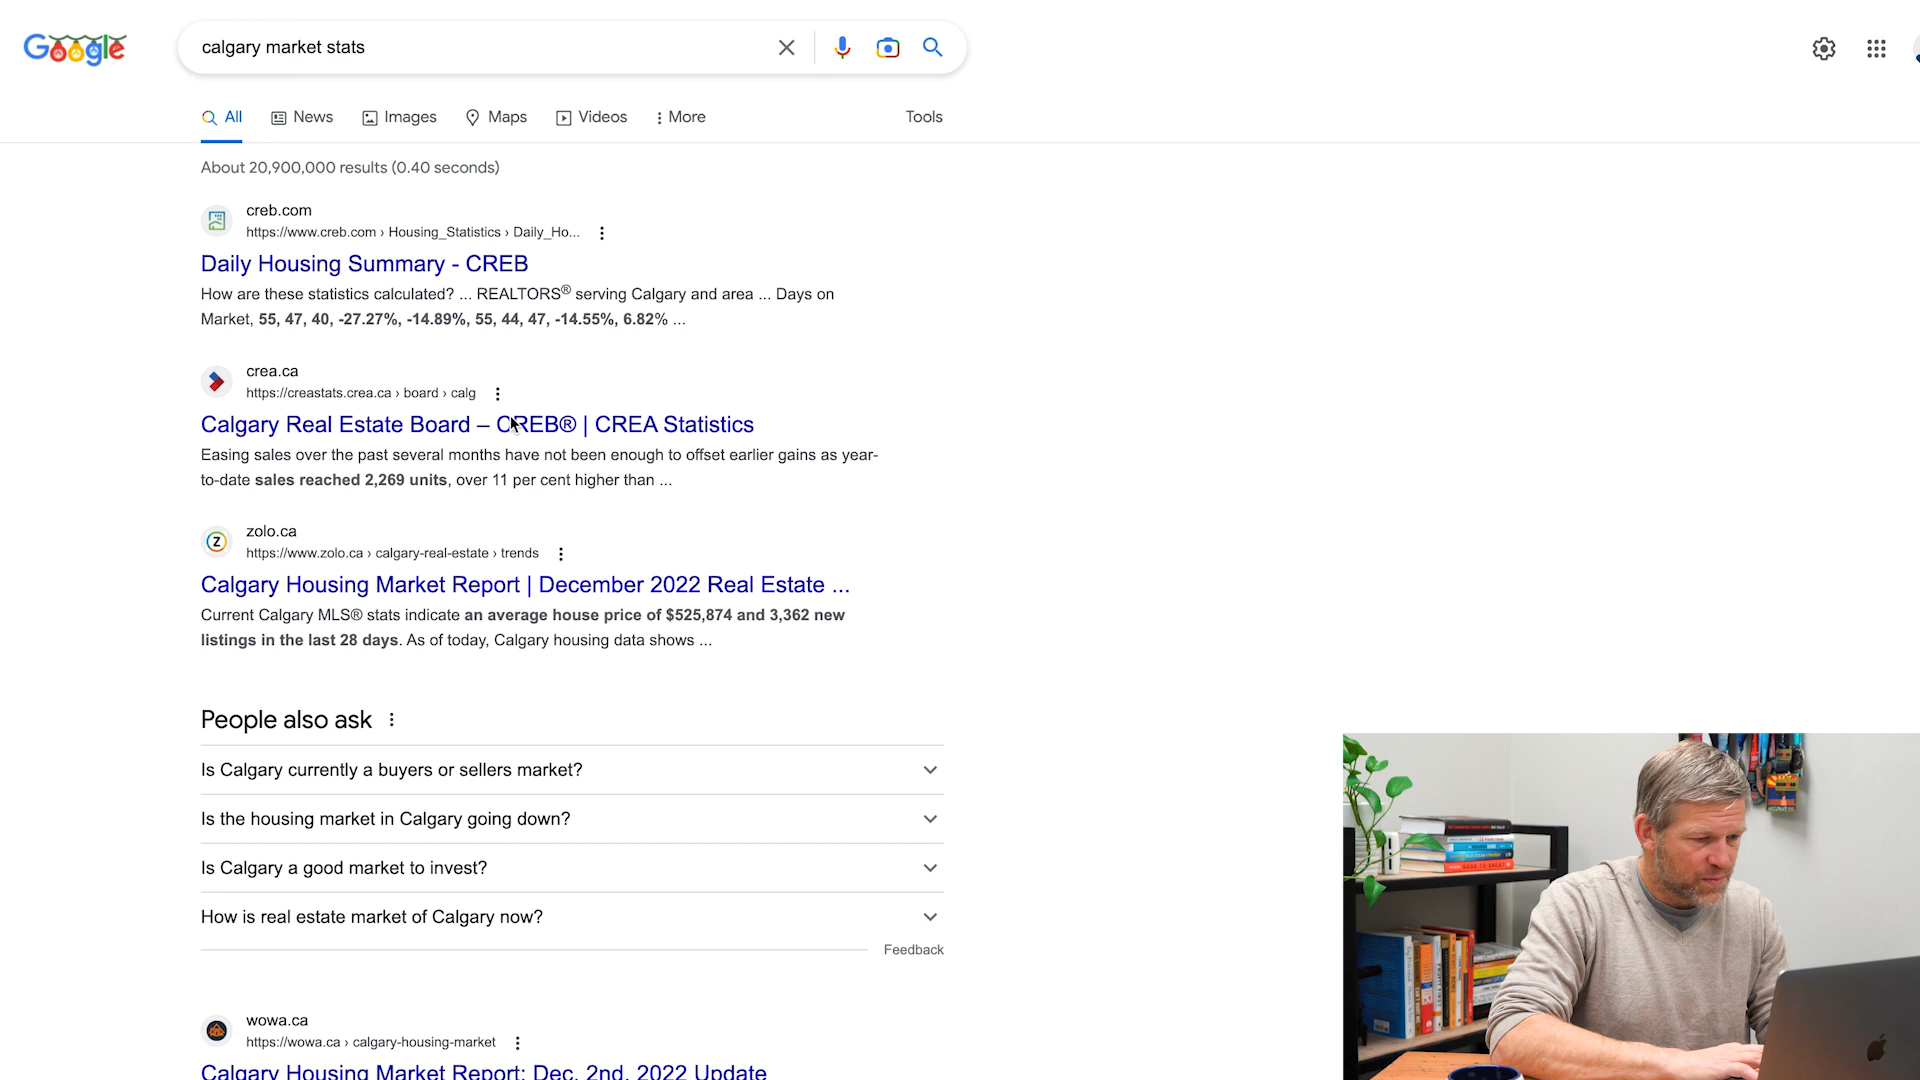 Google
calgary market stats
All
News
Images
Maps
Videos
More
Tools
About 20,900,000 results (0.40 seconds)
creb.com
https://www.creb.com › Housing_Statistics › Daily_Ho...
Daily Housing Summary - CREB
How are these statistics calculated? ... REALTORS® serving Calgary and area ... Days on
Market, 55, 47, 40, -27.27%, -14.89%, 55, 44, 47, -14.55%, 6.82% ...
crea.ca
https://creastats.crea.ca › board › calg
Calgary Real Estate Board – CREB® | CREA Statistics
Easing sales over the past several months have not been enough to offset earlier gains as year-
to-date sales reached 2,269 units, over 11 per cent higher than ...
Z
zolo.ca
https://www.zolo.ca › calgary-real-estate › trends
Calgary Housing Market Report | December 2022 Real Estate ...
Current Calgary MLS® stats indicate an average house price of $525,874 and 3,362 new
listings in the last 28 days. As of today, Calgary housing data shows ...
People also ask
Is Calgary currently a buyers or sellers market?
Is the housing market in Calgary going down?
Is Calgary a good market to invest?
How is real estate market of Calgary now?
Feedback
wowa.ca
https://wowa.ca › calgary-housing-market
Calgary Housing Market Report: Dec. 2nd, 2022 Update